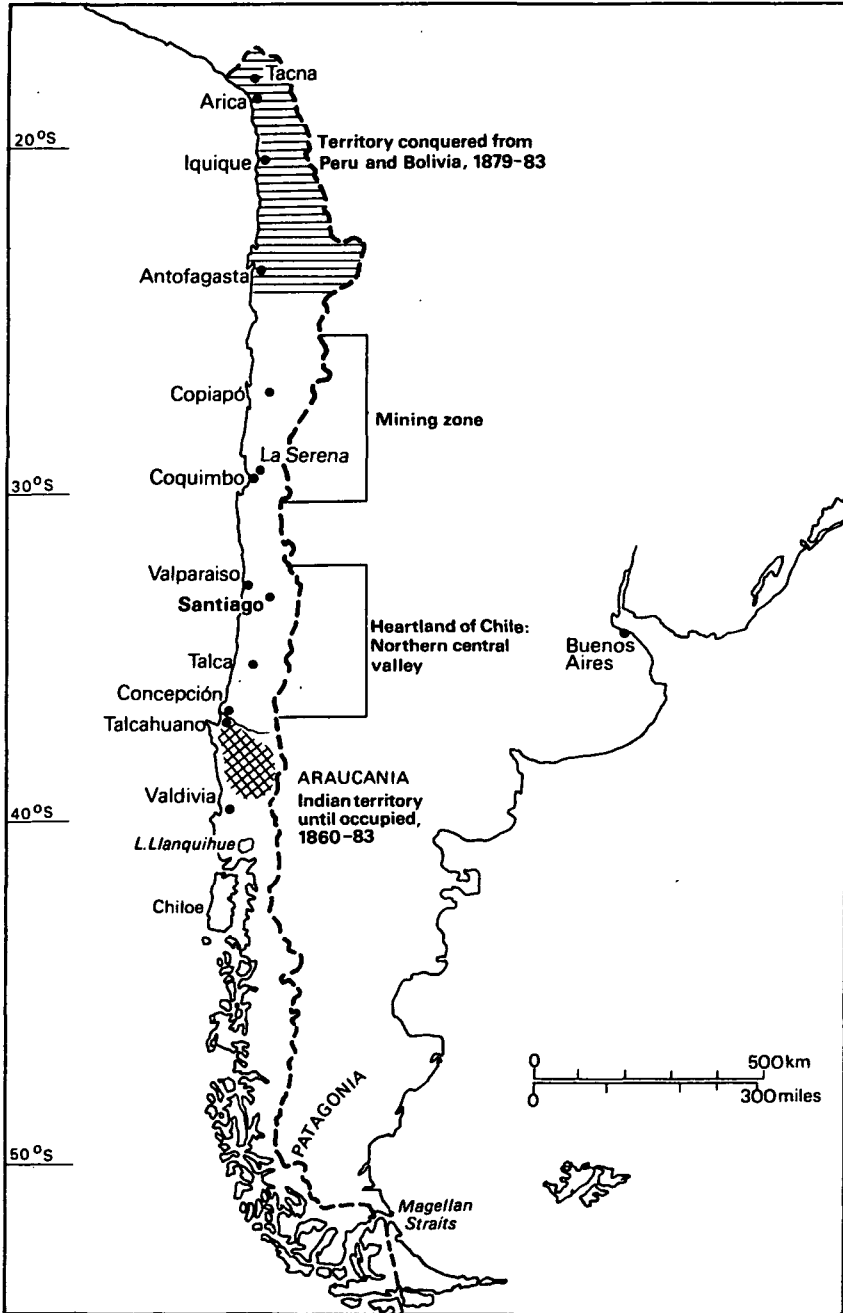 Tacna
Arica
20°S
Territory conquered from
Peru and Bolivia, 1879-83
Iquique
Antofagasta
Copiapó
Mining zone
La Serena
Coquimbo
30°S
Valparaiso
Santiago
Heartland of Chile:
Northern central
valley
Buenos
Aires
Talca
Concepción
Talcahuano
ARAUCANIA
Indian territory
until occupied,
1860-83
Valdivia
40°S
L.Llanquihue
Chiloe
0 500km
0 300miles
PATAGONIA
50°S
Magellan
Straits